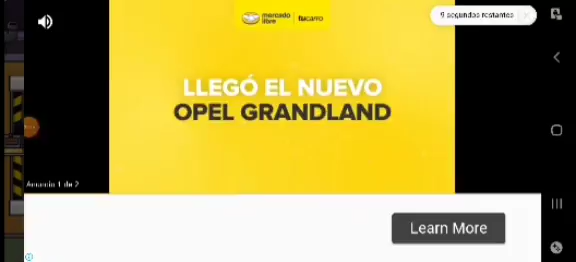 mercado libre
tucarro
9 segundos restantes
LLEGÓ EL NUEVO
OPEL GRANDLAND
Anuncio 1 de 2
Learn More